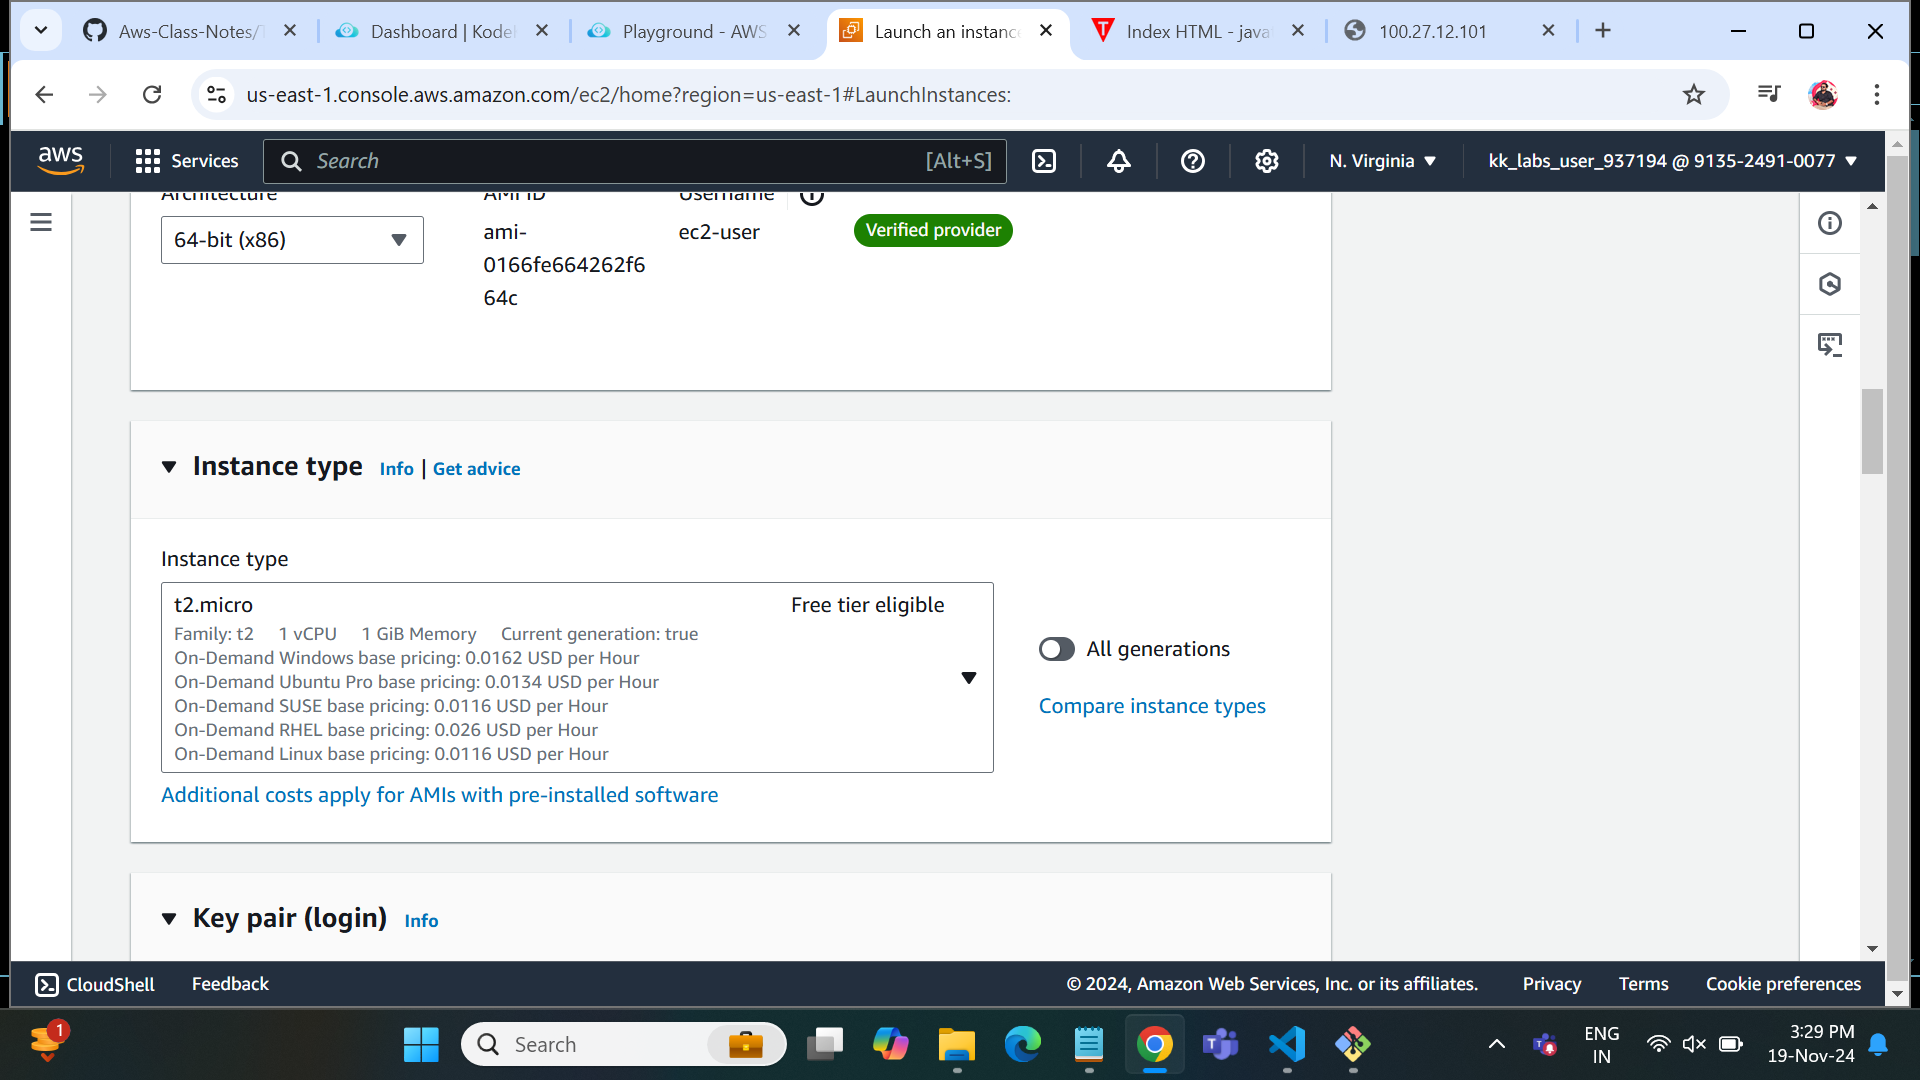 Aws-Class-Notes/
Dashboard | Kodel
Playground - AWS
Launch an instanc
Index HTML - java
100.27.12.101
us-east-1.console.aws.amazon.com/ec2/home?region=us-east-1#LaunchInstances:
aws
Services
Search
[Alt+S]
N. Virginia
kk_labs_user_937194 @ 9135-2491-0077
Architecture
AMI ID
Username
64-bit (x86)
ami-
0166fe664262f6
64c
ec2-user
Verified provider
Instance type
Info | Get advice
Instance type
t2.micro
Free tier eligible
Family: t2 1 vCPU 1 GiB Memory Current generation: true
On-Demand Windows base pricing: 0.0162 USD per Hour
On-Demand Ubuntu Pro base pricing: 0.0134 USD per Hour
On-Demand SUSE base pricing: 0.0116 USD per Hour
On-Demand RHEL base pricing: 0.026 USD per Hour
On-Demand Linux base pricing: 0.0116 USD per Hour
All generations
Compare instance types
Additional costs apply for AMIs with pre-installed software
Key pair (login)
Info
CloudShell
Feedback
© 2024, Amazon Web Services, Inc. or its affiliates.
Privacy
Terms
Cookie preferences
1
Search
ENG
IN
3:29 PM
19-Nov-24